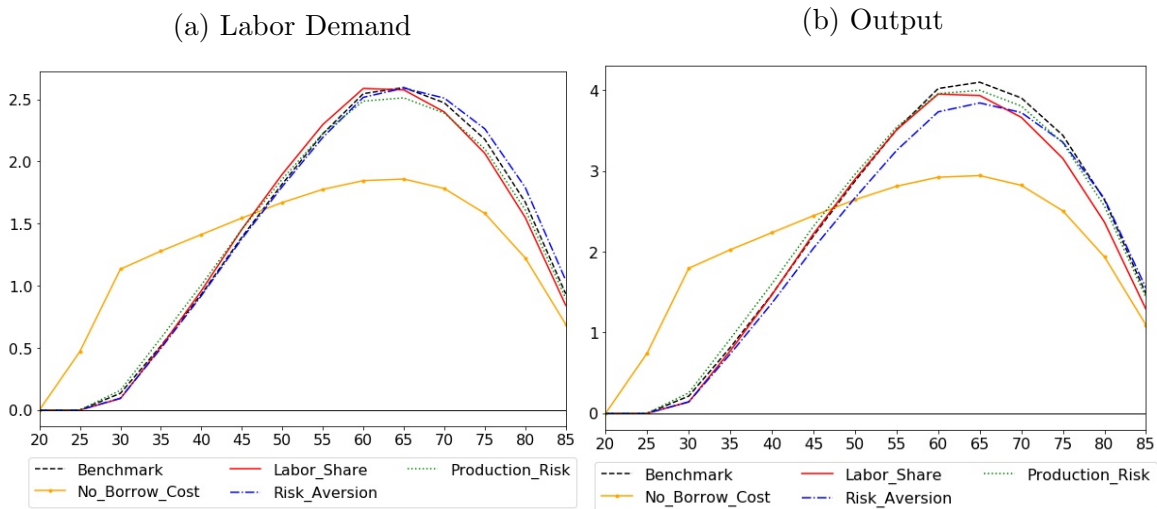 (a) Labor Demand
2.5
2.0
1.5
1.0
0.5
0.0
20 25 30 35 40 45 50 55 60 65 70 75 80 85
Benchmark Labor_Share Production_Risk
No_Borrow_Cost Risk_Aversion
(b) Output
4
3
2
1
0
20 25 30 35 40 45 50 55 60 65 70 75 80 85
Benchmark Labor_Share Production_Risk
No_Borrow_Cost Risk_Aversion